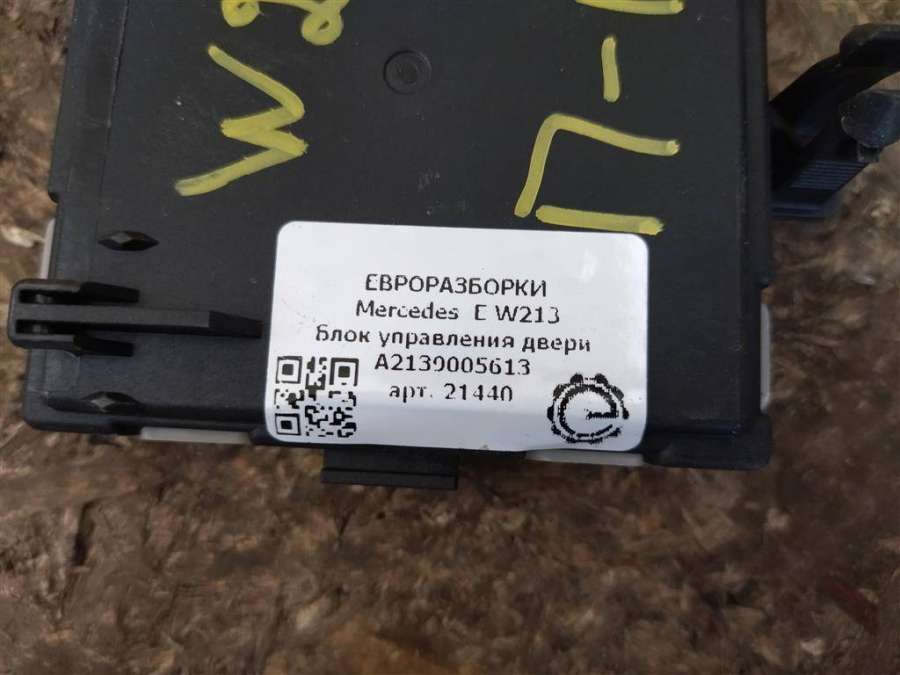 ЕВРОРАЗБОРКИ
Mercedes E W213
Блок управления двери
A2139005613
арт. 21440